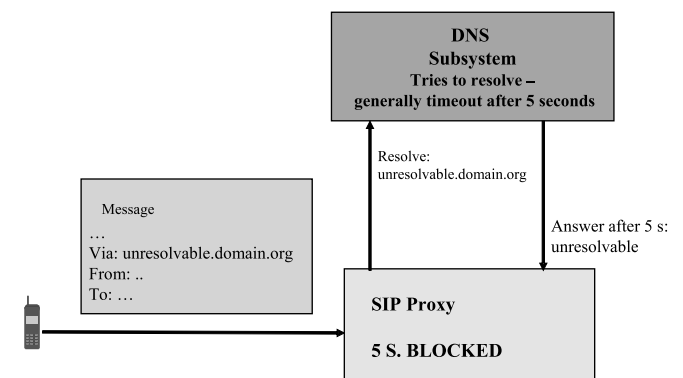 DNS
Subsystem
Tries to resolve –
generally timeout after 5 seconds
Resolve:
unresolvable.domain.org
Answer after 5 s:
unresolvable
Message
…
Via: unresolvable.domain.org
From: ..
To: …
SIP Proxy
5 S. BLOCKED